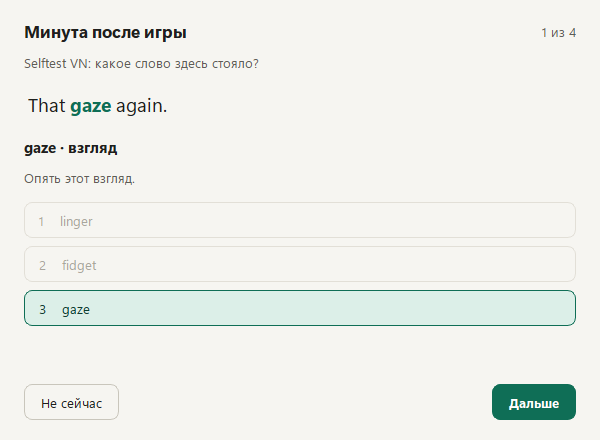 Минута после игры
1 из 4
Selftest VN: какое слово здесь стояло?
That gaze again.
gaze · взгляд
Опять этот взгляд.
1 linger
2 fidget
3 gaze
Не сейчас
Дальше